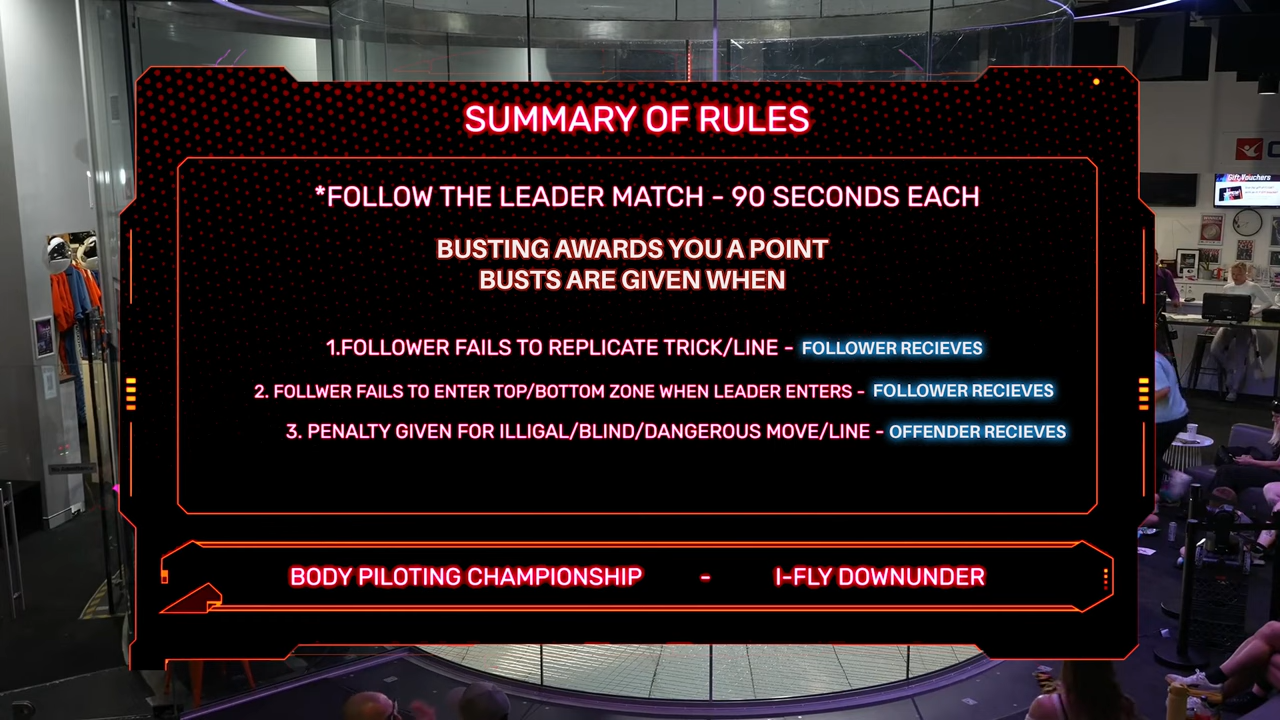 SUMMARY OF RULES
*FOLLOW THE LEADER MATCH - 90 SECONDS EACH
BUSTING AWARDS YOU A POINT
BUSTS ARE GIVEN WHEN
1.FOLLOWER FAILS TO REPLICATE TRICK/LINE - FOLLOWER RECIEVES
2. FOLLWER FAILS TO ENTER TOP/BOTTOM ZONE WHEN LEADER ENTERS - FOLLOWER RECIEVES
3. PENALTY GIVEN FOR ILLIGAL/BLIND/DANGEROUS MOVE/LINE - OFFENDER RECIEVES
BODY PILOTING CHAMPIONSHIP - I-FLY DOWNUNDER
Gift Vouchers